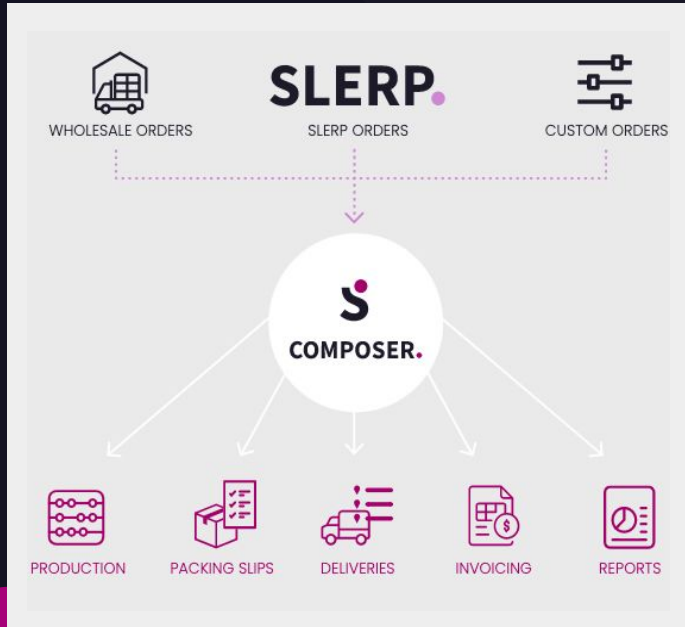 SLERP.
WHOLESALE ORDERS
SLERP ORDERS
CUSTOM ORDERS
S
COMPOSER.
$
PRODUCTION
PACKING SLIPS
DELIVERIES
INVOICING
REPORTS